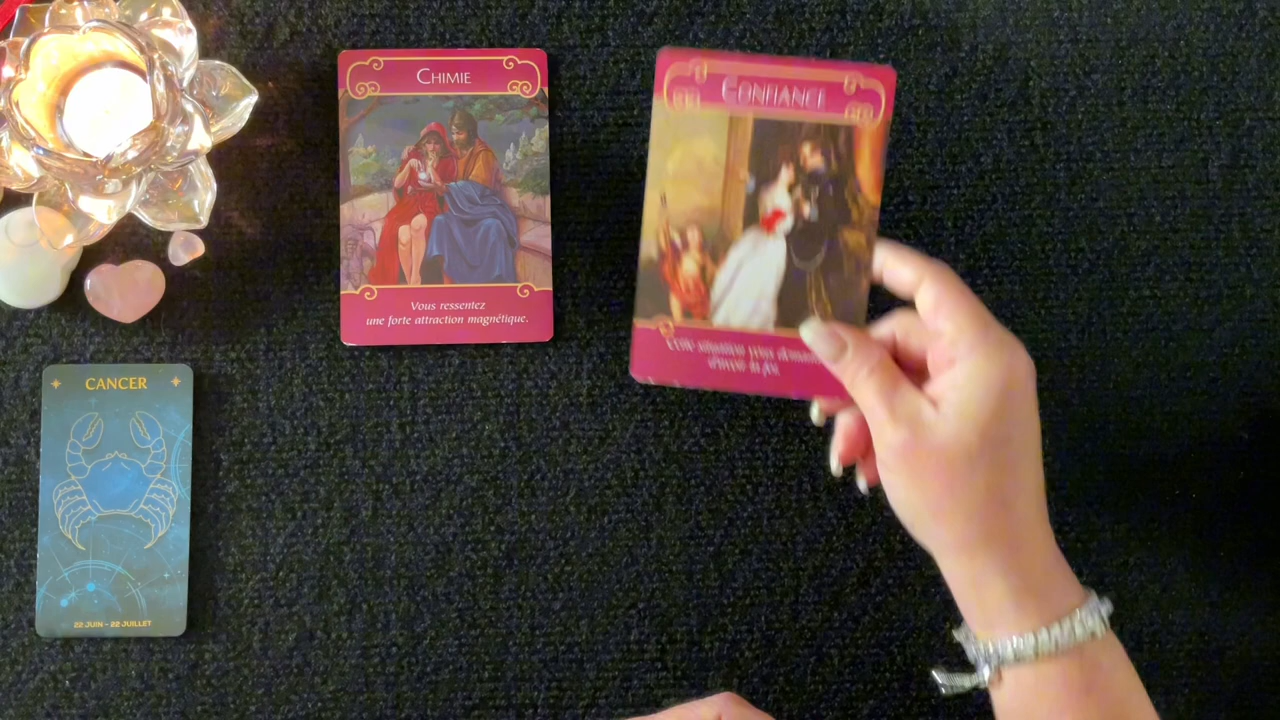 CHIMIE
Vous ressentez
une forte attraction magnétique.
CONFIANCE
CANCER
22 JUIN - 22 JUILLET